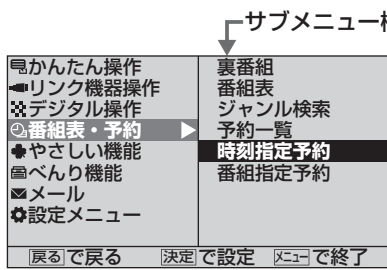 サブメニュー
かんたん操作
リンク機器操作
デジタル操作
番組表・予約
やさしい機能
べんり機能
メール
設定メニュー
裏番組
番組表
ジャンル検索
予約一覧
時刻指定予約
番組指定予約
戻るで戻る 決定で設定 メニューで終了